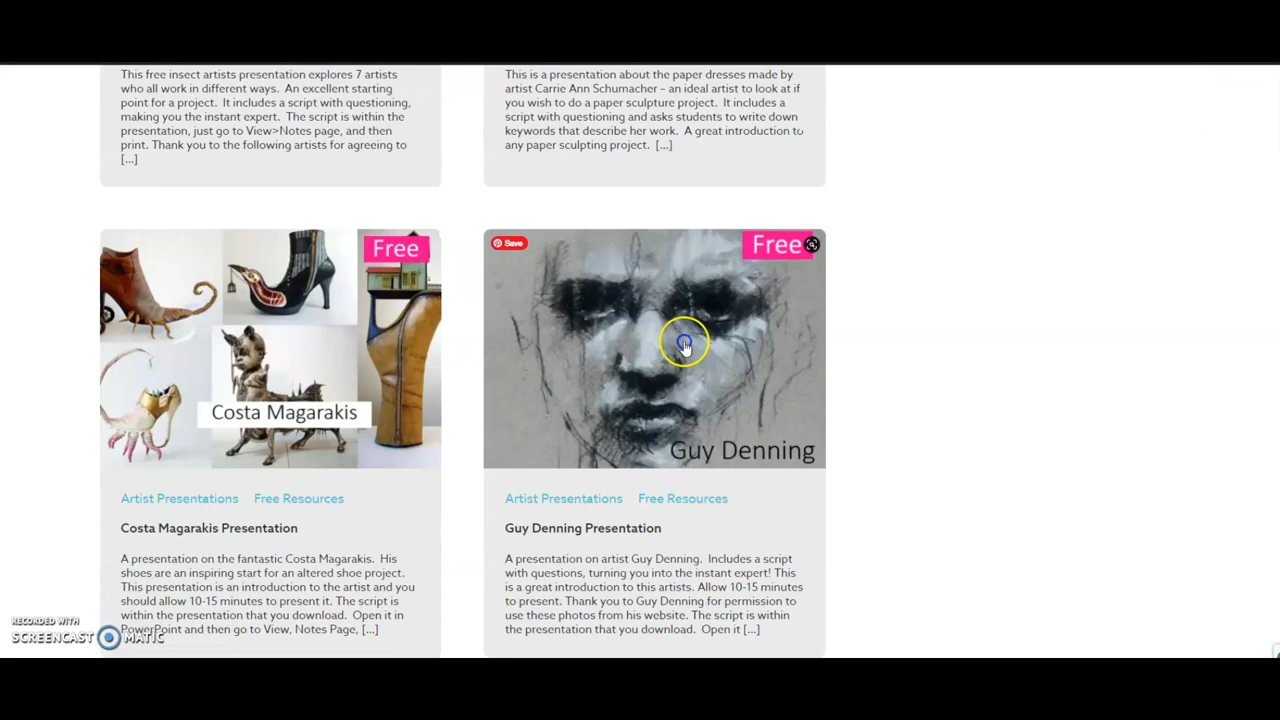 This free insect artists presentation explores 7 artists
who all work in different ways. An excellent starting
point for a project. It includes a script with questioning,
making you the instant expert. The script is within the
presentation, just go to View>Notes page, and then
print. Thank you to the following artists for agreeing to
[...]
This is a presentation about the paper dresses made by
artist Carrie Ann Schumacher – an ideal artist to look at if
you wish to do a paper sculpture project. It includes a
script with questioning and asks students to write down
keywords that describe her work. A great introduction to
any paper sculpting project. [...]
Free
Costa Magarakis
Artist Presentations Free Resources
Costa Magarakis Presentation
A presentation on the fantastic Costa Magarakis. His
shoes are an inspiring start for an altered shoe project.
This presentation is an introduction to the artist and you
should allow 10-15 minutes to present it. The script is
within the presentation that you download. Open it in
PowerPoint and then go to View, Notes Page, [...]
Save
Free
Guy Denning
Artist Presentations Free Resources
Guy Denning Presentation
A presentation on artist Guy Denning. Includes a script
with questions, turning you into the instant expert! This
is a great introduction to this artists. Allow 10-15 minutes
to present. Thank you to Guy Denning for permission to
use these photos from his website. The script is within
the presentation that you download. Open it [...]
RECORDED WITH
SCREENCAST MATIC